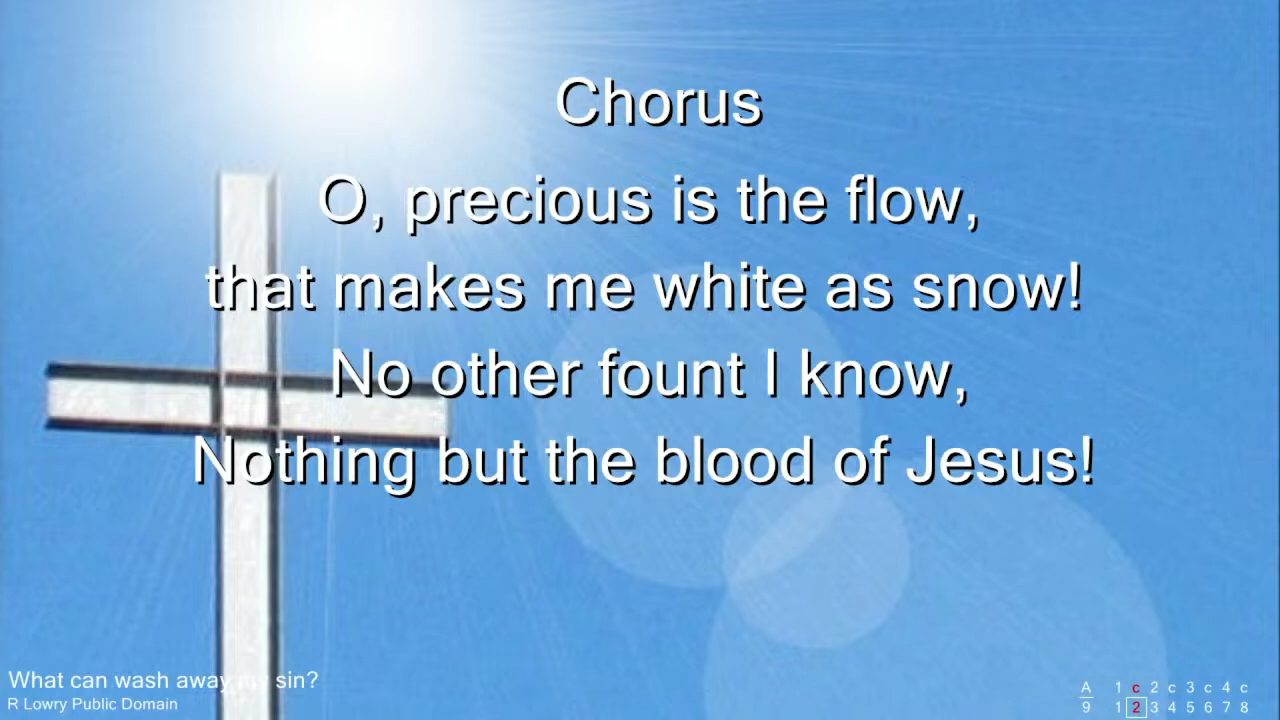 Chorus
O, precious is the flow,
that makes me white as snow!
No other fount I know,
Nothing but the blood of Jesus!
What can wash away my sin?
R Lowry Public Domain
A 1 c 2 c 3 c 4 c
9 1 2 3 4 5 6 7 8